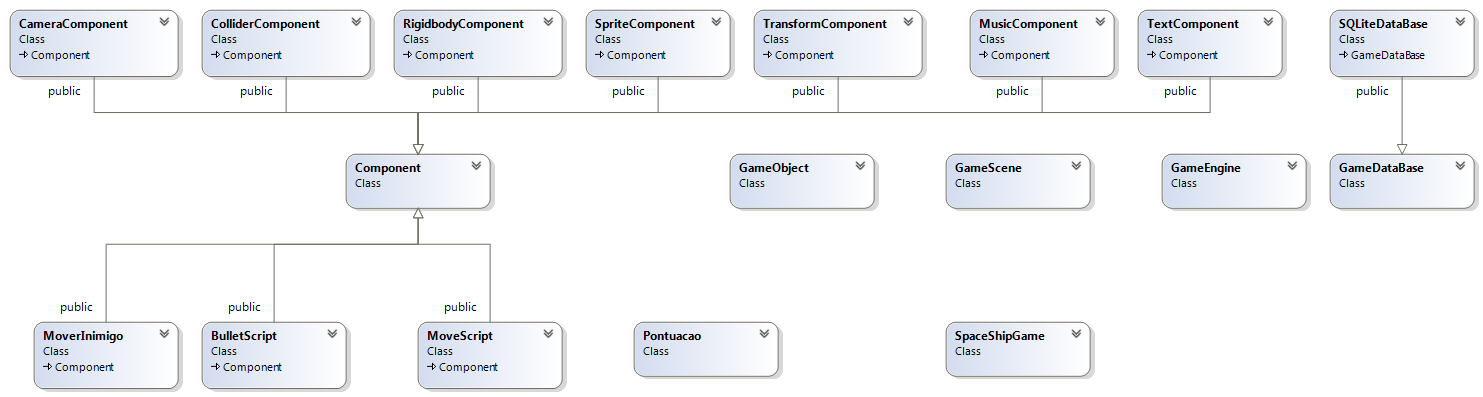 CameraComponent
Class
Component
ColliderComponent
Class
Component
RigidbodyComponent
Class
Component
SpriteComponent
Class
Component
TransformComponent
Class
Component
MusicComponent
Class
Component
TextComponent
Class
Component
SQLiteDataBase
Class
GameDataBase
public
public
public
public
public
public
public
public
Component
Class
GameObject
Class
GameScene
Class
GameEngine
Class
GameDataBase
Class
public
public
public
MoverInimigo
Class
Component
BulletScript
Class
Component
MoveScript
Class
Component
Pontuacao
Class
SpaceShipGame
Class